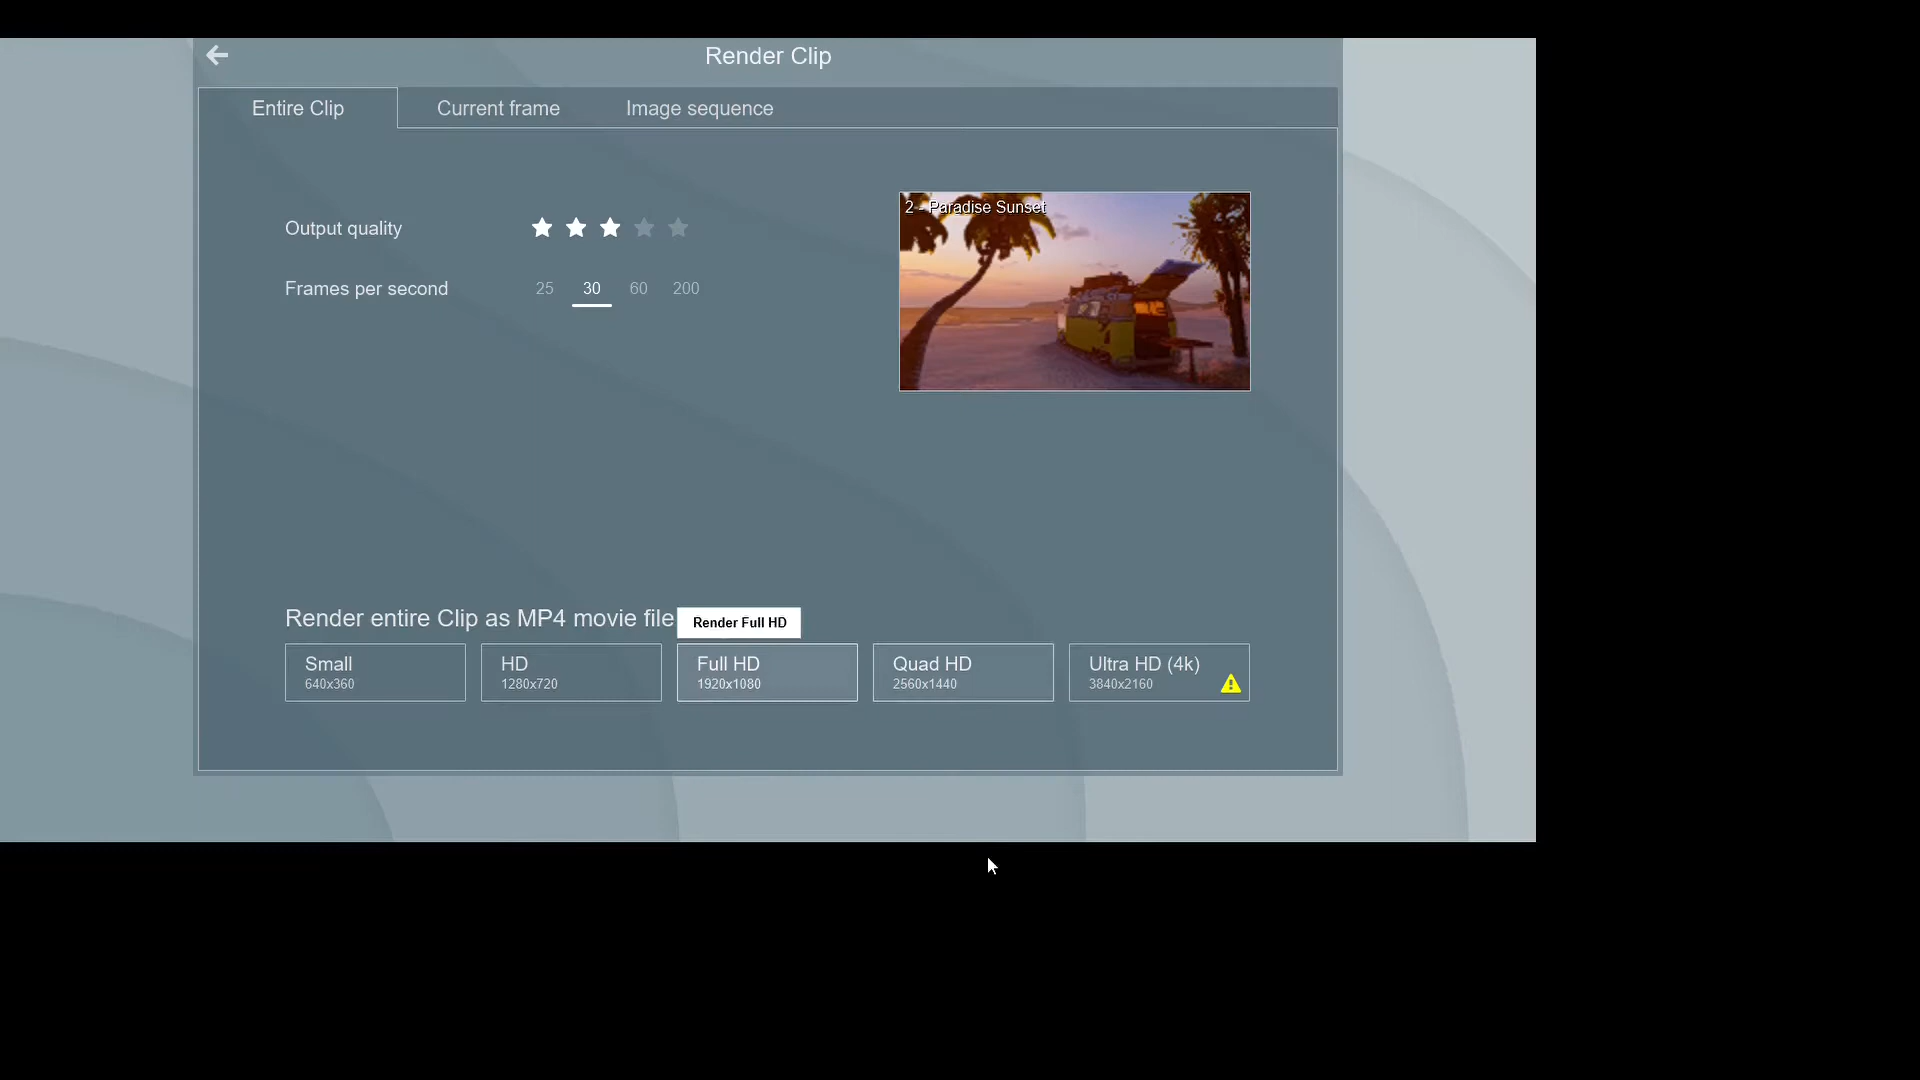 Render Clip
Entire Clip
Current frame
Image sequence
2 - Paradise Sunset
Output quality
Frames per second
25
30
60
200
Render entire Clip as MP4 movie file
Render Full HD
Small
640x360
HD
1280x720
Full HD
1920x1080
Quad HD
2560x1440
Ultra HD (4k)
3840x2160